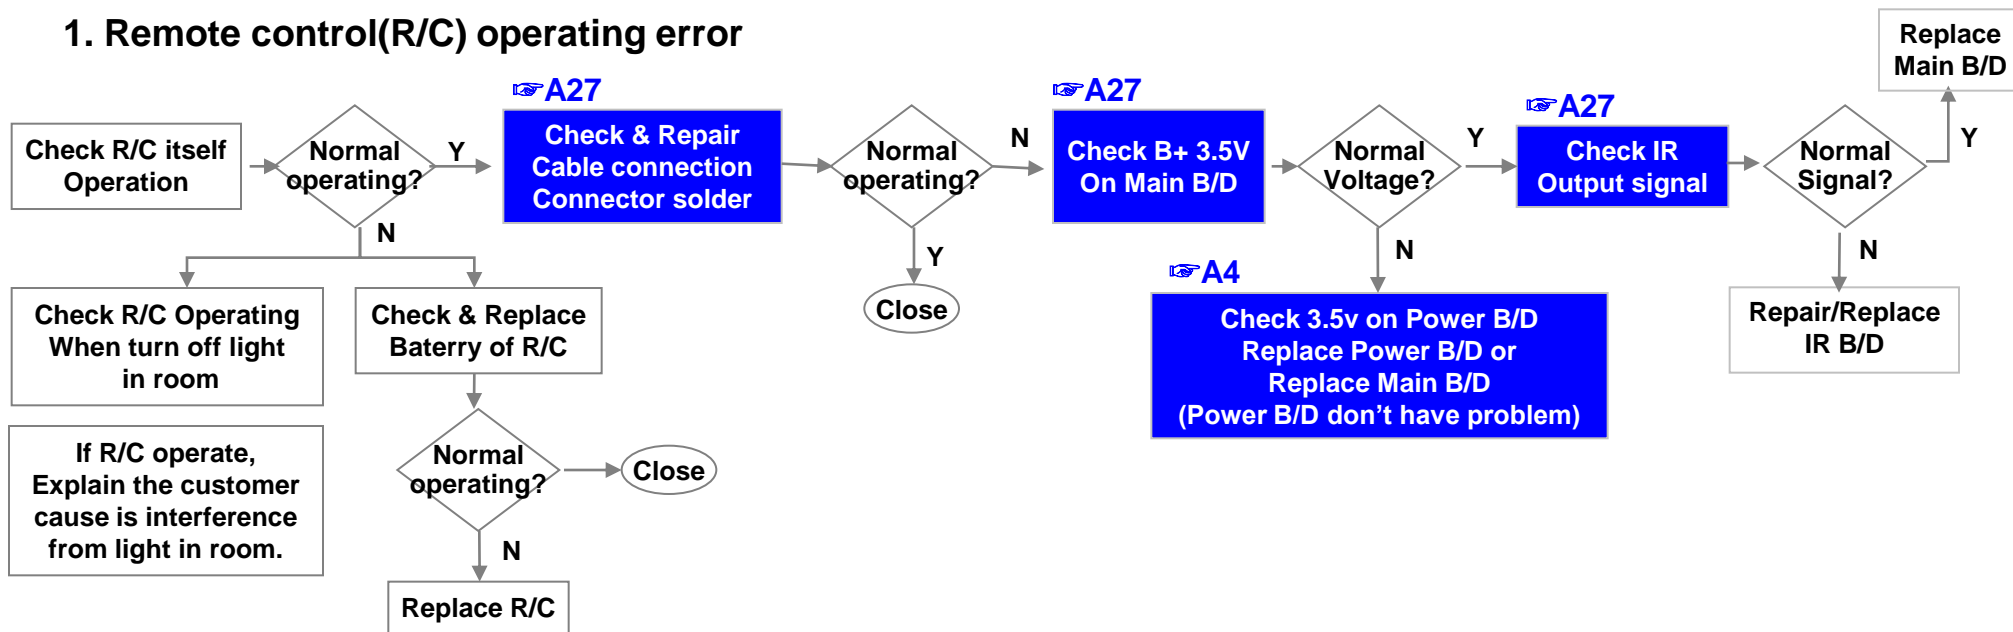 1. Remote control(R/C) operating error
Replace
Main B/D
☞A27
☞A27
☞A27
Check R/C itself
Operation
Normal
operating?
Y
Check & Repair
Cable connection
Connector solder
Normal
operating?
N
Check B+ 3.5V
On Main B/D
Normal
Voltage?
Y
Check IR
Output signal
Normal
Signal?
Y
N
Y
N
N
Close
☞A4
Check R/C Operating
When turn off light
in room
Check & Replace
Baterry of R/C
Check 3.5v on Power B/D
Replace Power B/D or
Replace Main B/D
(Power B/D don’t have problem)
Repair/Replace
IR B/D
If R/C operate,
Explain the customer
cause is interference
from light in room.
Normal
operating?
Close
N
Replace R/C